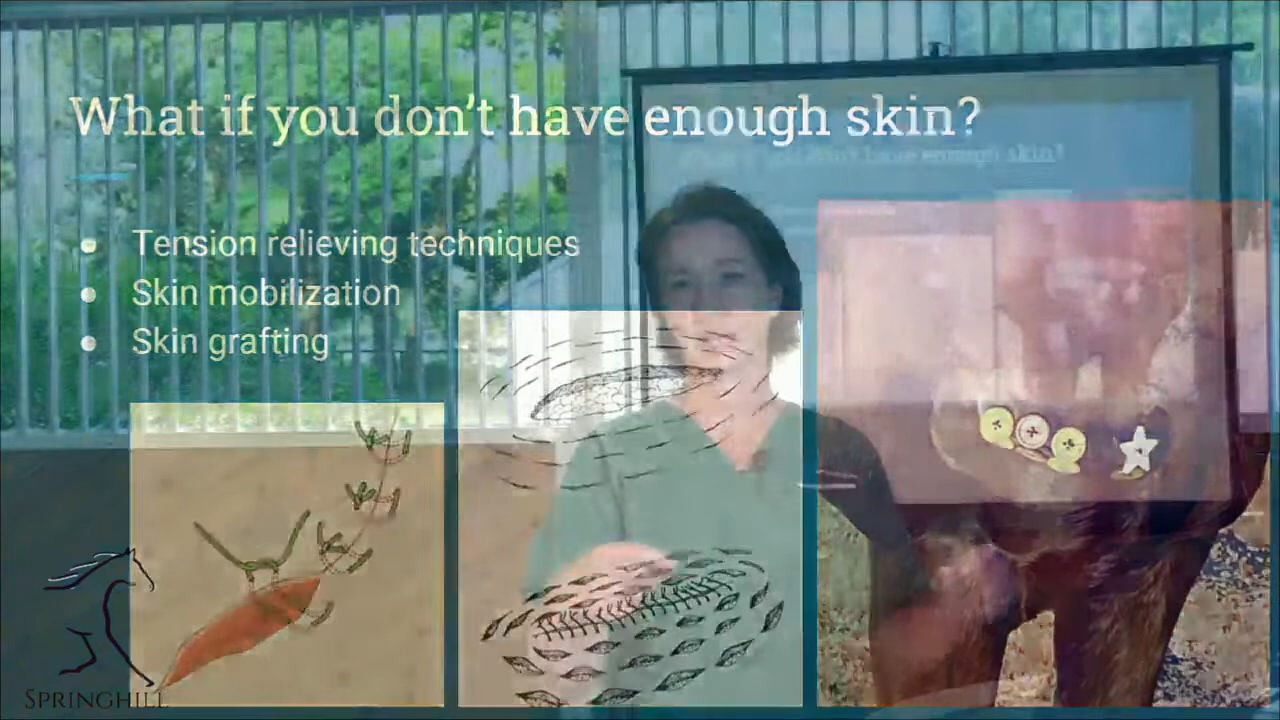 What if you don't have enough skin?
● Tension relieving techniques
● Skin mobilization
● Skin grafting
SPRINGHILL